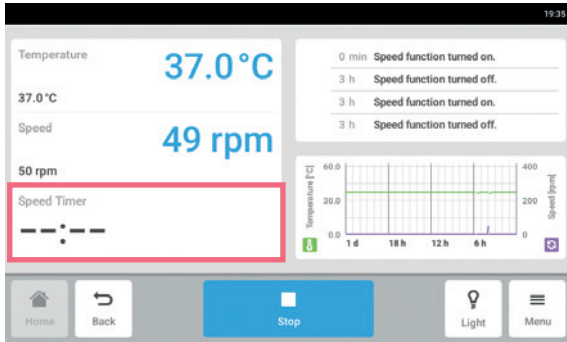 19:35
Temperature
37.0°C
37.0°C
Speed
49 rpm
50 rpm
Speed Timer
--:--
0 min Speed function turned on.
3 h Speed function turned off.
3 h Speed function turned on.
3 h Speed function turned off.
Temperature [°C]
60.0
30.0
0.0
400
200
0
Speed [rpm]
1 d 18 h 12 h 6 h
Home
Back
Stop
Light
Menu